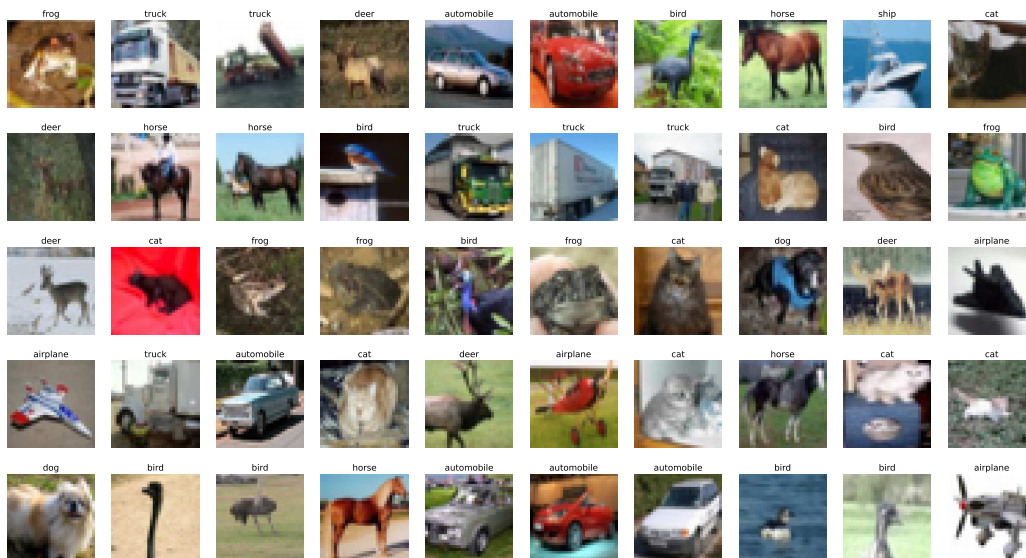 frog truck truck deer automobile automobile bird horse ship cat
deer horse horse bird truck truck truck cat bird frog
deer cat frog frog bird frog cat dog deer airplane
airplane truck automobile cat deer airplane cat horse cat cat
dog bird bird horse automobile automobile automobile bird bird airplane